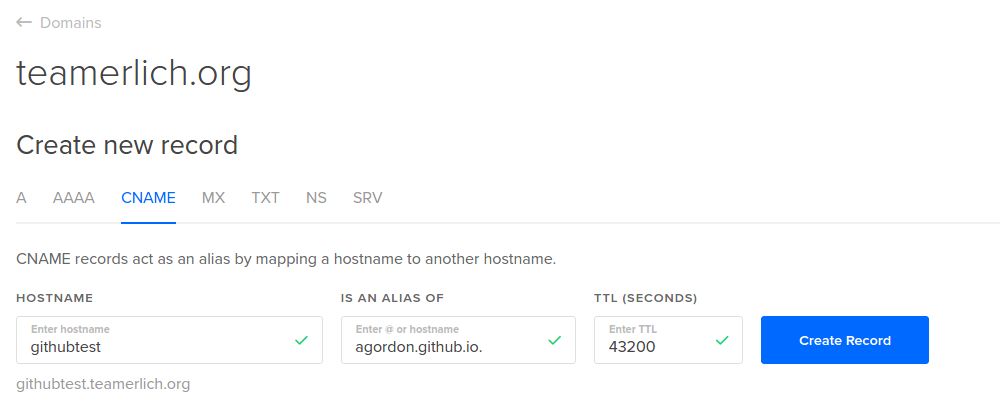 ← Domains
teamerlich.org
Create new record
A AAAA CNAME MX TXT NS SRV
CNAME records act as an alias by mapping a hostname to another hostname.
HOSTNAME IS AN ALIAS OF TTL (SECONDS)
Enter hostname Enter @ or hostname Enter TTL
githubtest agordon.github.io. 43200 Create Record
githubtest.teamerlich.org